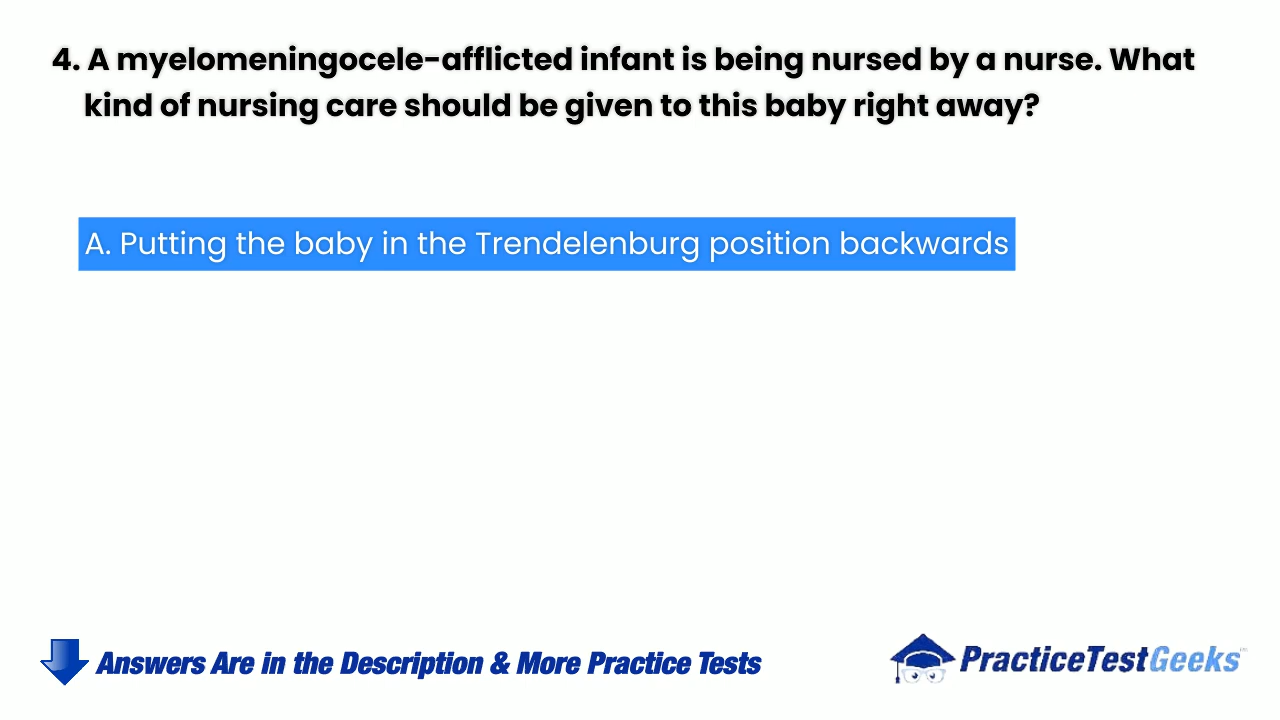 4. A myelomeningocele-afflicted infant is being nursed by a nurse. What
kind of nursing care should be given to this baby right away?
A. Putting the baby in the Trendelenburg position backwards
Answers Are in the Description & More Practice Tests
PracticeTestGeeks